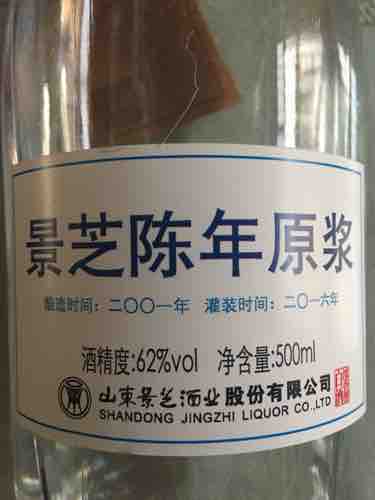 景芝陈年原浆
酿造时间：二〇〇一年 灌装时间：二〇一六年
酒精度:62%vol 净含量:500ml
山东景芝酒业股份有限公司
SHANDONG JINGZHI LIQUOR CO.,LTD